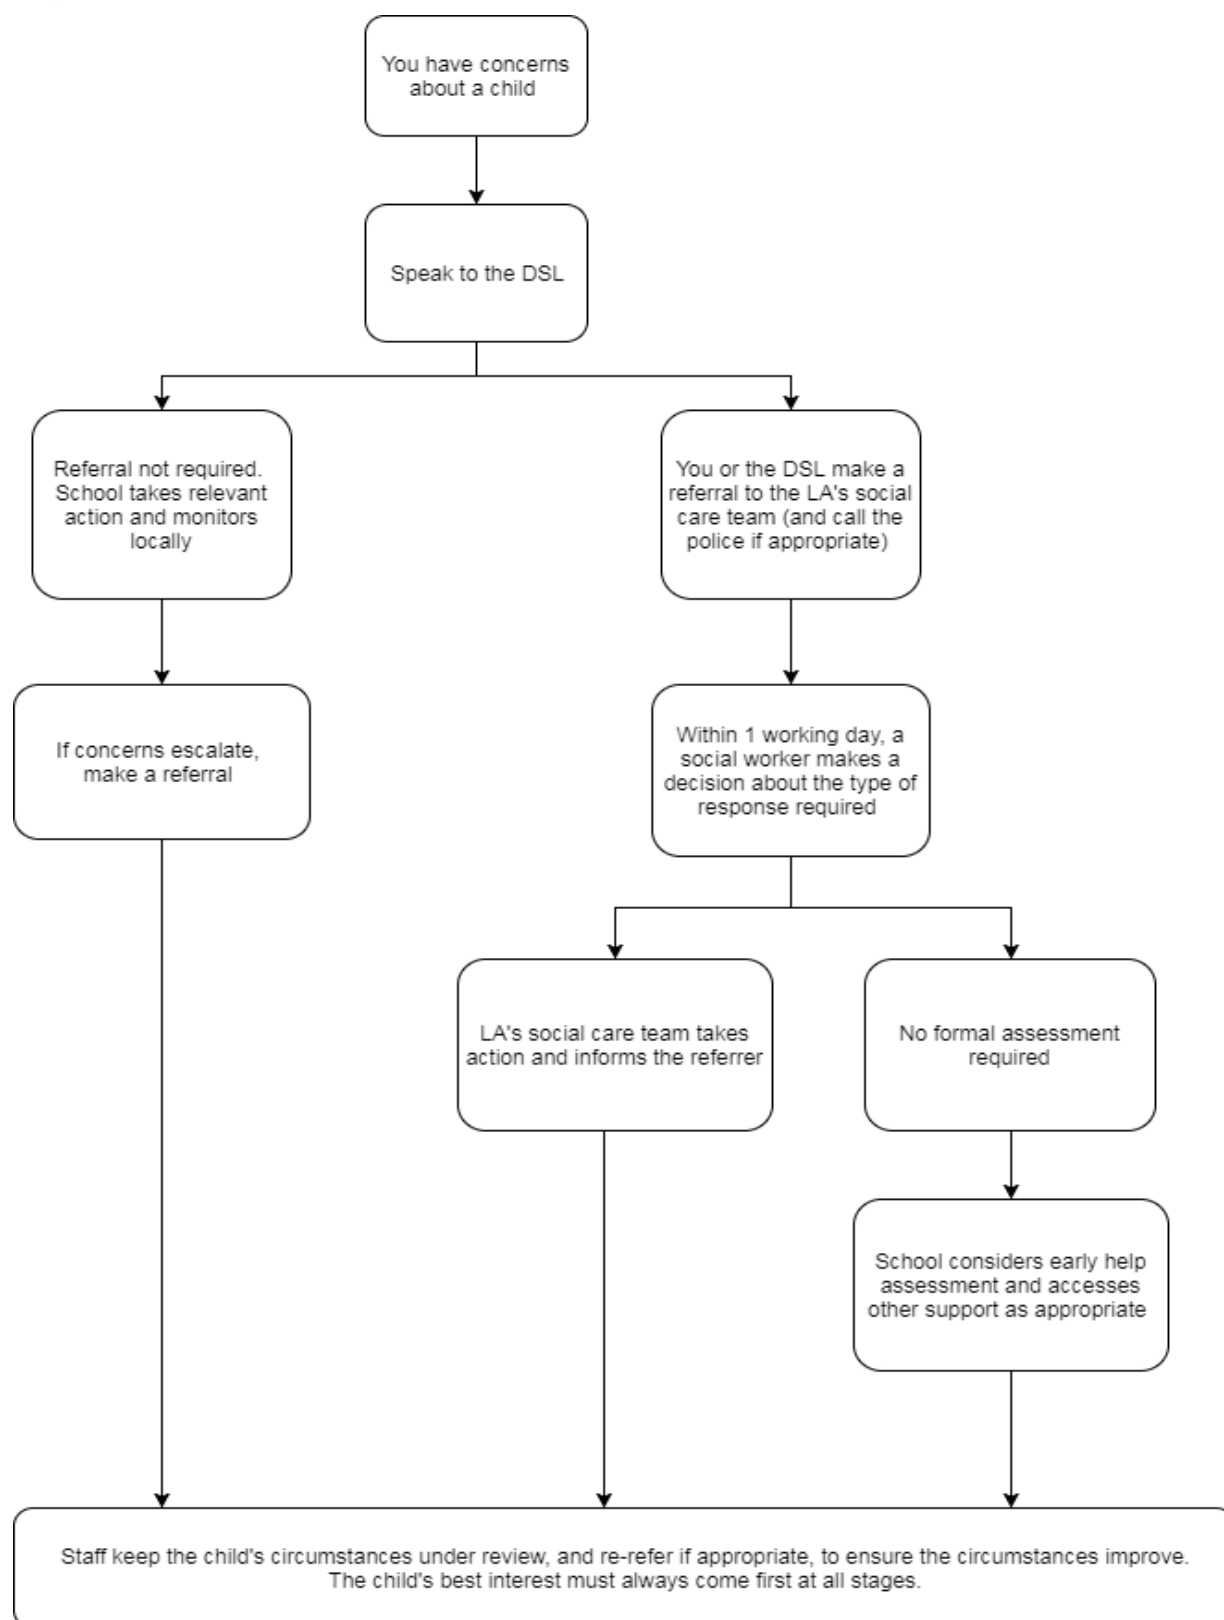 You have concerns
about a child
Speak to the DSL
Referral not required.
School takes relevant
action and monitors
locally
You or the DSL make a
referral to the LA's social
care team (and call the
police if appropriate)
If concerns escalate,
make a referral
Within 1 working day, a
social worker makes a
decision about the type of
response required
LA's social care team takes
action and informs the referrer
No formal assessment
required
School considers early help
assessment and accesses
other support as appropriate
Staff keep the child's circumstances under review, and re-refer if appropriate, to ensure the circumstances improve.
The child's best interest must always come first at all stages.